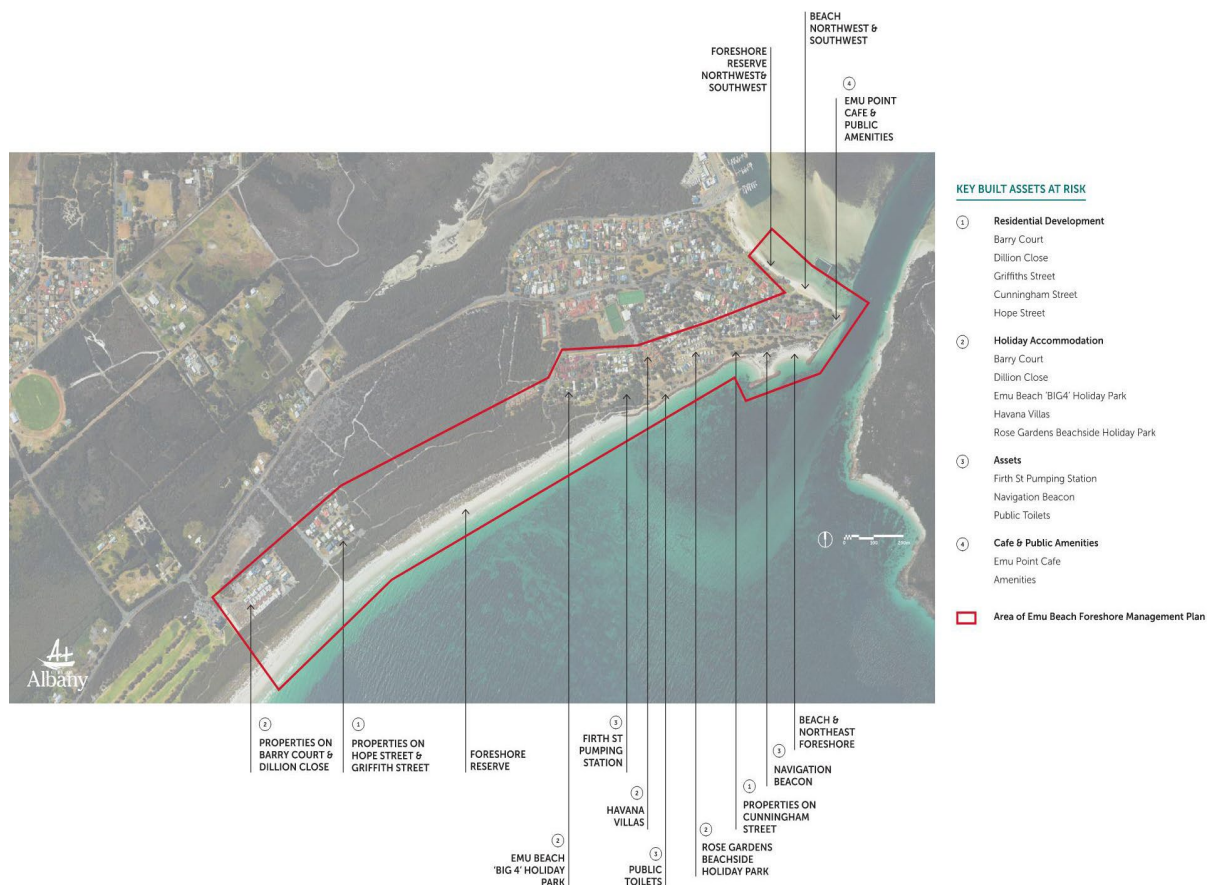 BEACH
NORTHWEST &
SOUTHWEST
FORESHORE
RESERVE
NORTHWEST&
SOUTHWEST
4
EMU POINT
CAFE &
PUBLIC
AMENITIES
KEY BUILT ASSETS AT RISK
1 Residential Development
Barry Court
Dillion Close
Griffiths Street
Cunningham Street
Hope Street
2 Holiday Accommodation
Barry Court
Dillion Close
Emu Beach 'BIG4' Holiday Park
Havana Villas
Rose Gardens Beachside Holiday Park
3 Assets
Firth St Pumping Station
Navigation Beacon
Public Toilets
4 Cafe & Public Amenities
Emu Point Cafe
Amenities
Area of Emu Beach Foreshore Management Plan
Albany
2
PROPERTIES ON
BARRY COURT &
DILLION CLOSE
1
PROPERTIES ON
HOPE STREET &
GRIFFITH STREET
FORESHORE
RESERVE
2
EMU BEACH
'BIG 4' HOLIDAY
PARK
3
FIRTH ST
PUMPING
STATION
2
HAVANA
VILLAS
3
PUBLIC
TOILETS
2
ROSE GARDENS
BEACHSIDE
HOLIDAY PARK
1
PROPERTIES ON
CUNNINGHAM
STREET
3
NAVIGATION
BEACON
BEACH &
NORTHEAST
FORESHORE